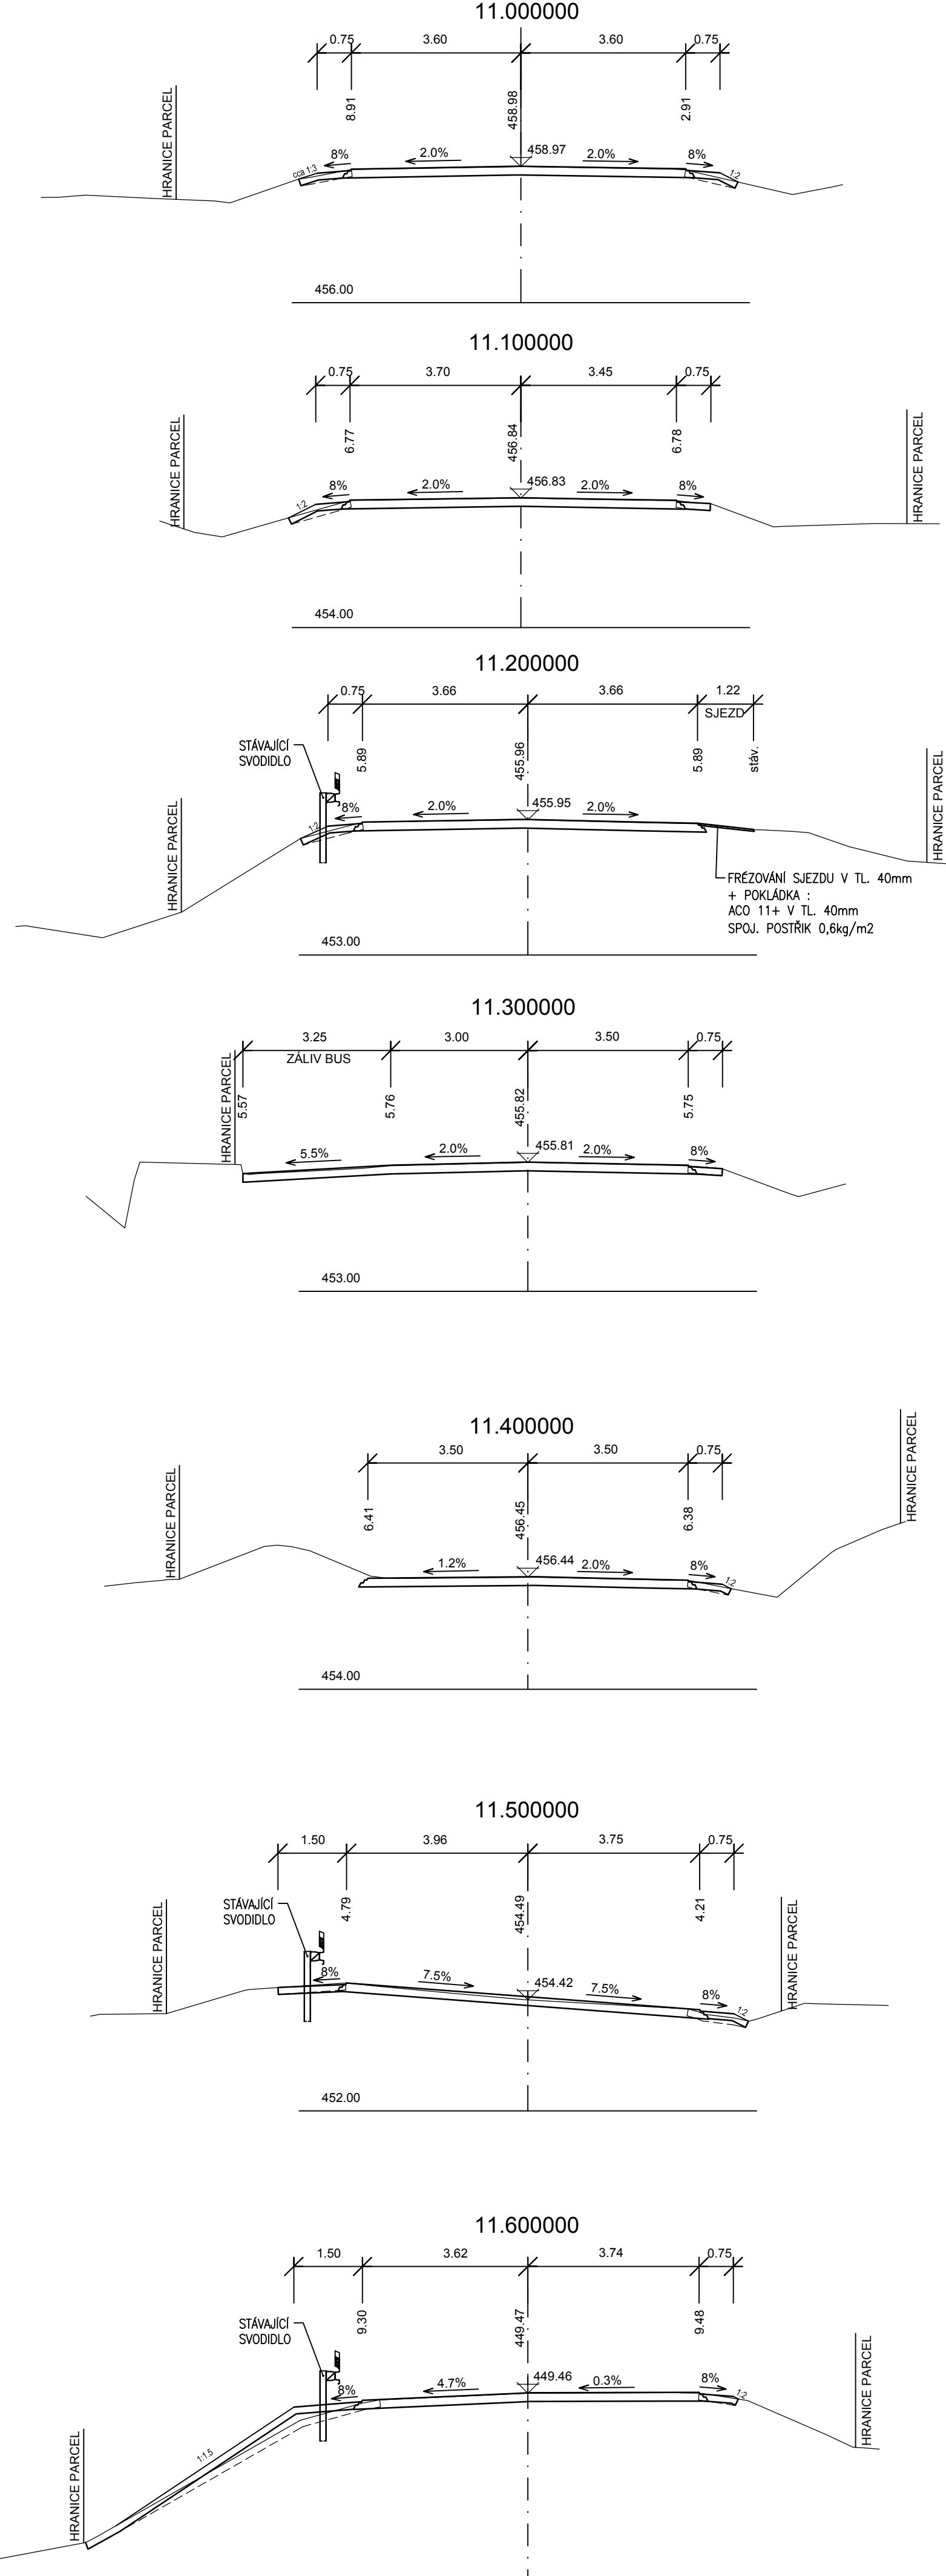 11.000000
0.75 3.60 3.60 0.75
HRANICE PARCEL
8.91
458.98
2.91
cca 1:3
8%
2.0%
458.97
2.0%
8%
1:2
456.00
11.100000
0.75 3.70 3.45 0.75
HRANICE PARCEL
6.77
456.84
6.78
HRANICE PARCEL
1:2
8%
2.0%
456.83
2.0%
8%
454.00
11.200000
0.75 3.66 3.66 1.22
SJEZD
STÁVAJÍCÍ
SVODIDLO
5.89
455.96
5.89
stáv.
HRANICE PARCEL
HRANICE PARCEL
1:2
8%
2.0%
455.95
2.0%
FRÉZOVÁNÍ SJEZDU V TL. 40mm
+ POKLÁDKA :
ACO 11+ V TL. 40mm
SPOJ. POSTŘIK 0,6kg/m2
453.00
11.300000
3.25 3.00 3.50 0.75
ZÁLIV BUS
HRANICE PARCEL
5.57
5.76
455.82
5.75
5.5%
2.0%
455.81
2.0%
8%
453.00
11.400000
3.50 3.50 0.75
HRANICE PARCEL
6.41
456.45
6.38
HRANICE PARCEL
1.2%
456.44
2.0%
8%
1:2
454.00
11.500000
1.50 3.96 3.75 0.75
STÁVAJÍCÍ
SVODIDLO
HRANICE PARCEL
4.79
454.49
4.21
HRANICE PARCEL
8%
7.5%
454.42
7.5%
8%
1:2
452.00
11.600000
1.50 3.62 3.74 0.75
STÁVAJÍCÍ
SVODIDLO
9.30
449.47
9.48
HRANICE PARCEL
HRANICE PARCEL
1:1.5
8%
4.7%
449.46
0.3%
8%
1:2